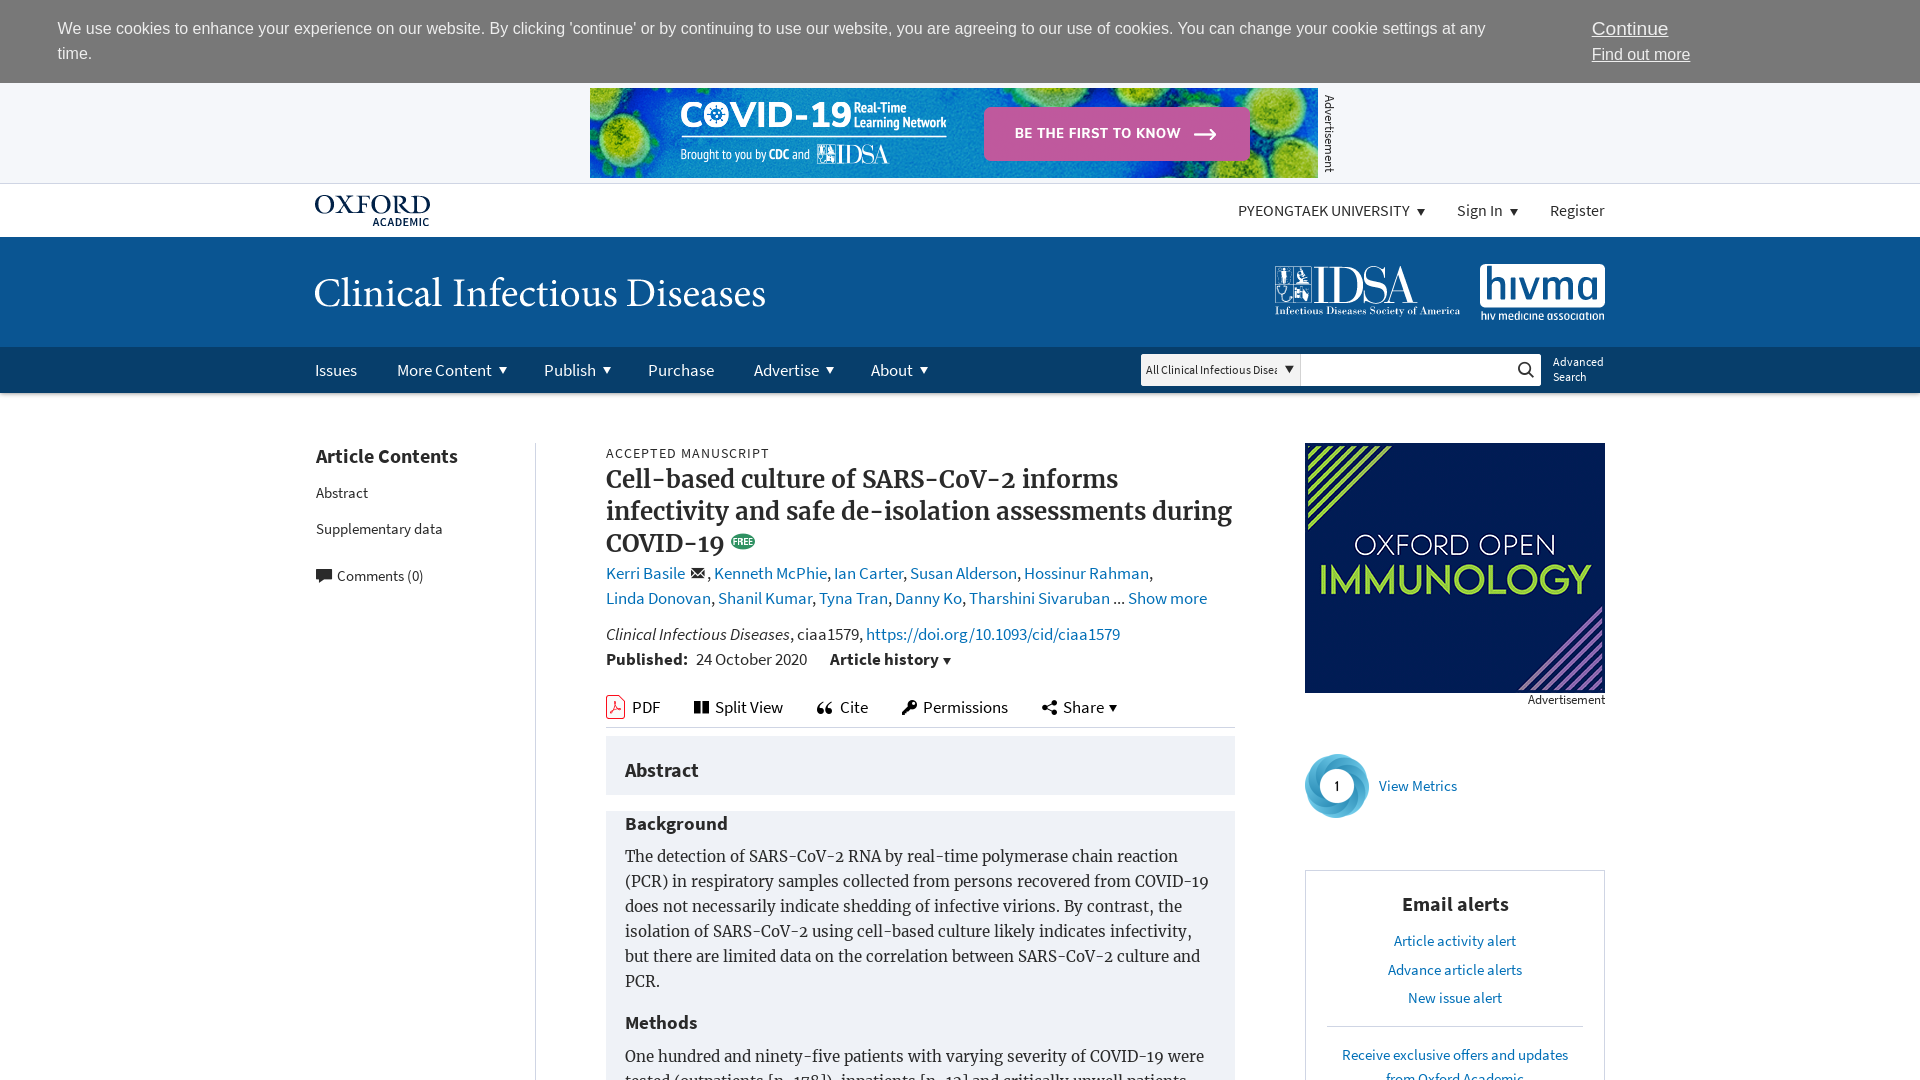 We use cookies to enhance your experience on our website. By clicking 'continue' or by continuing to use our website, you are agreeing to our use of cookies. You can change your cookie settings at any
time.
Continue
Find out more
COVID-19 Real-Time
Learning Network
Brought to you by CDC and IDSA
BE THE FIRST TO KNOW
Advertisement
OXFORD
ACADEMIC
PYEONGTAEK UNIVERSITY
Sign In
Register
Clinical Infectious Diseases
IDSA
Infectious Diseases Society of America
hivma
hiv medicine association
Issues
More Content
Publish
Purchase
Advertise
About
All Clinical Infectious Disea
Advanced
Search
Article Contents
Abstract
Supplementary data
Comments (0)
ACCEPTED MANUSCRIPT
Cell-based culture of SARS-CoV-2 informs
infectivity and safe de-isolation assessments during
COVID-19 FREE
Kerri Basile, Kenneth McPhie, Ian Carter, Susan Alderson, Hossinur Rahman,
Linda Donovan, Shanil Kumar, Tyna Tran, Danny Ko, Tharshini Sivaruban ... Show more
Clinical Infectious Diseases, ciaa1579, https://doi.org/10.1093/cid/ciaa1579
Published: 24 October 2020 Article history
PDF
Split View
Cite
Permissions
Share
Abstract
Background
The detection of SARS-CoV-2 RNA by real-time polymerase chain reaction
(PCR) in respiratory samples collected from persons recovered from COVID-19
does not necessarily indicate shedding of infective virions. By contrast, the
isolation of SARS-CoV-2 using cell-based culture likely indicates infectivity,
but there are limited data on the correlation between SARS-CoV-2 culture and
PCR.
Methods
One hundred and ninety-five patients with varying severity of COVID-19 were
tested (outpatients [n=178]), inpatients [n=12] and critically unwell patients
OXFORD OPEN
IMMUNOLOGY
Advertisement
1
View Metrics
Email alerts
Article activity alert
Advance article alerts
New issue alert
Receive exclusive offers and updates
from Oxford Academic